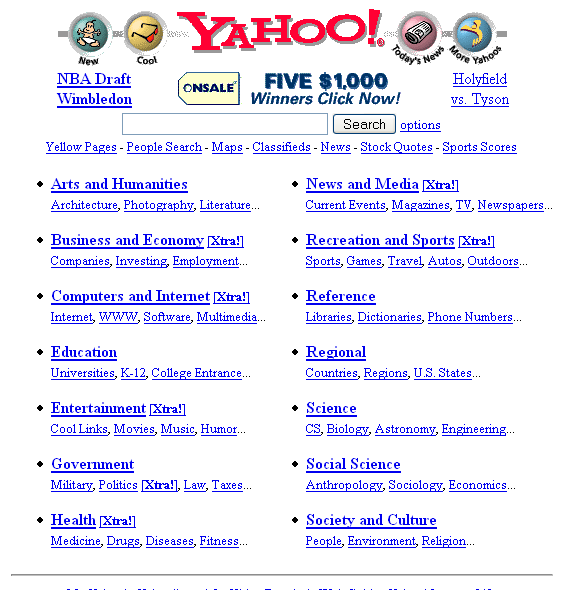 YAHOO!
New
Cool
Today's News
More Yahoos
NBA Draft
Wimbledon
ONSALE
FIVE $1,000
Winners Click Now!
Holyfield
vs. Tyson
Search options
Yellow Pages - People Search - Maps - Classifieds - News - Stock Quotes - Sports Scores
Arts and Humanities
Architecture, Photography, Literature...
News and Media [Xtra!]
Current Events, Magazines, TV, Newspapers...
Business and Economy [Xtra!]
Companies, Investing, Employment...
Recreation and Sports [Xtra!]
Sports, Games, Travel, Autos, Outdoors...
Computers and Internet [Xtra!]
Internet, WWW, Software, Multimedia...
Reference
Libraries, Dictionaries, Phone Numbers...
Education
Universities, K-12, College Entrance...
Regional
Countries, Regions, U.S. States...
Entertainment [Xtra!]
Cool Links, Movies, Music, Humor...
Science
CS, Biology, Astronomy, Engineering...
Government
Military, Politics [Xtra!], Law, Taxes...
Social Science
Anthropology, Sociology, Economics...
Health [Xtra!]
Medicine, Drugs, Diseases, Fitness...
Society and Culture
People, Environment, Religion...